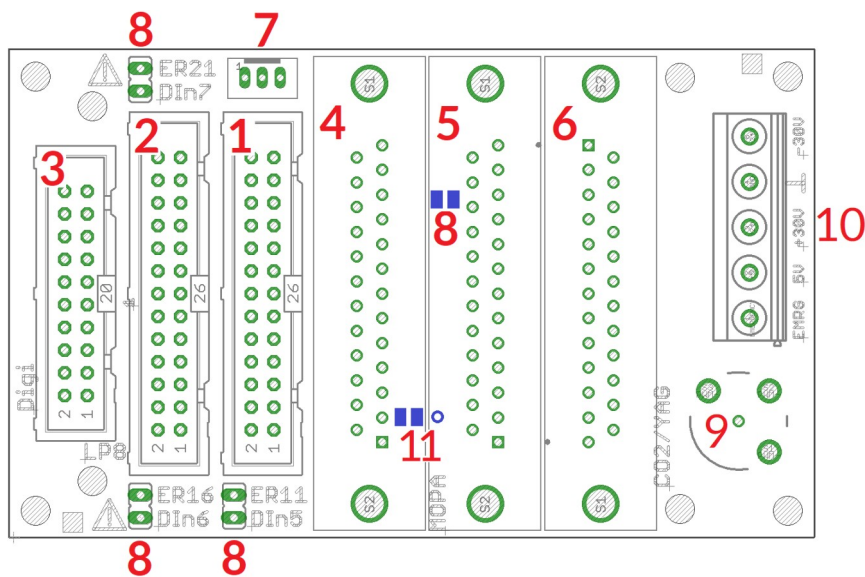 8
7
ER21
DIn7
1
S1
S1
S2
4
5
6
3
2
1
8
20
26
26
-30V
+30V
5V
EMRG
10
Digi
2
1
2
1
2
1
LP8
11
9
CO2/YAG
MOPA
ER16
DIn6
ER11
DIn5
S2
S2
S1
8
8